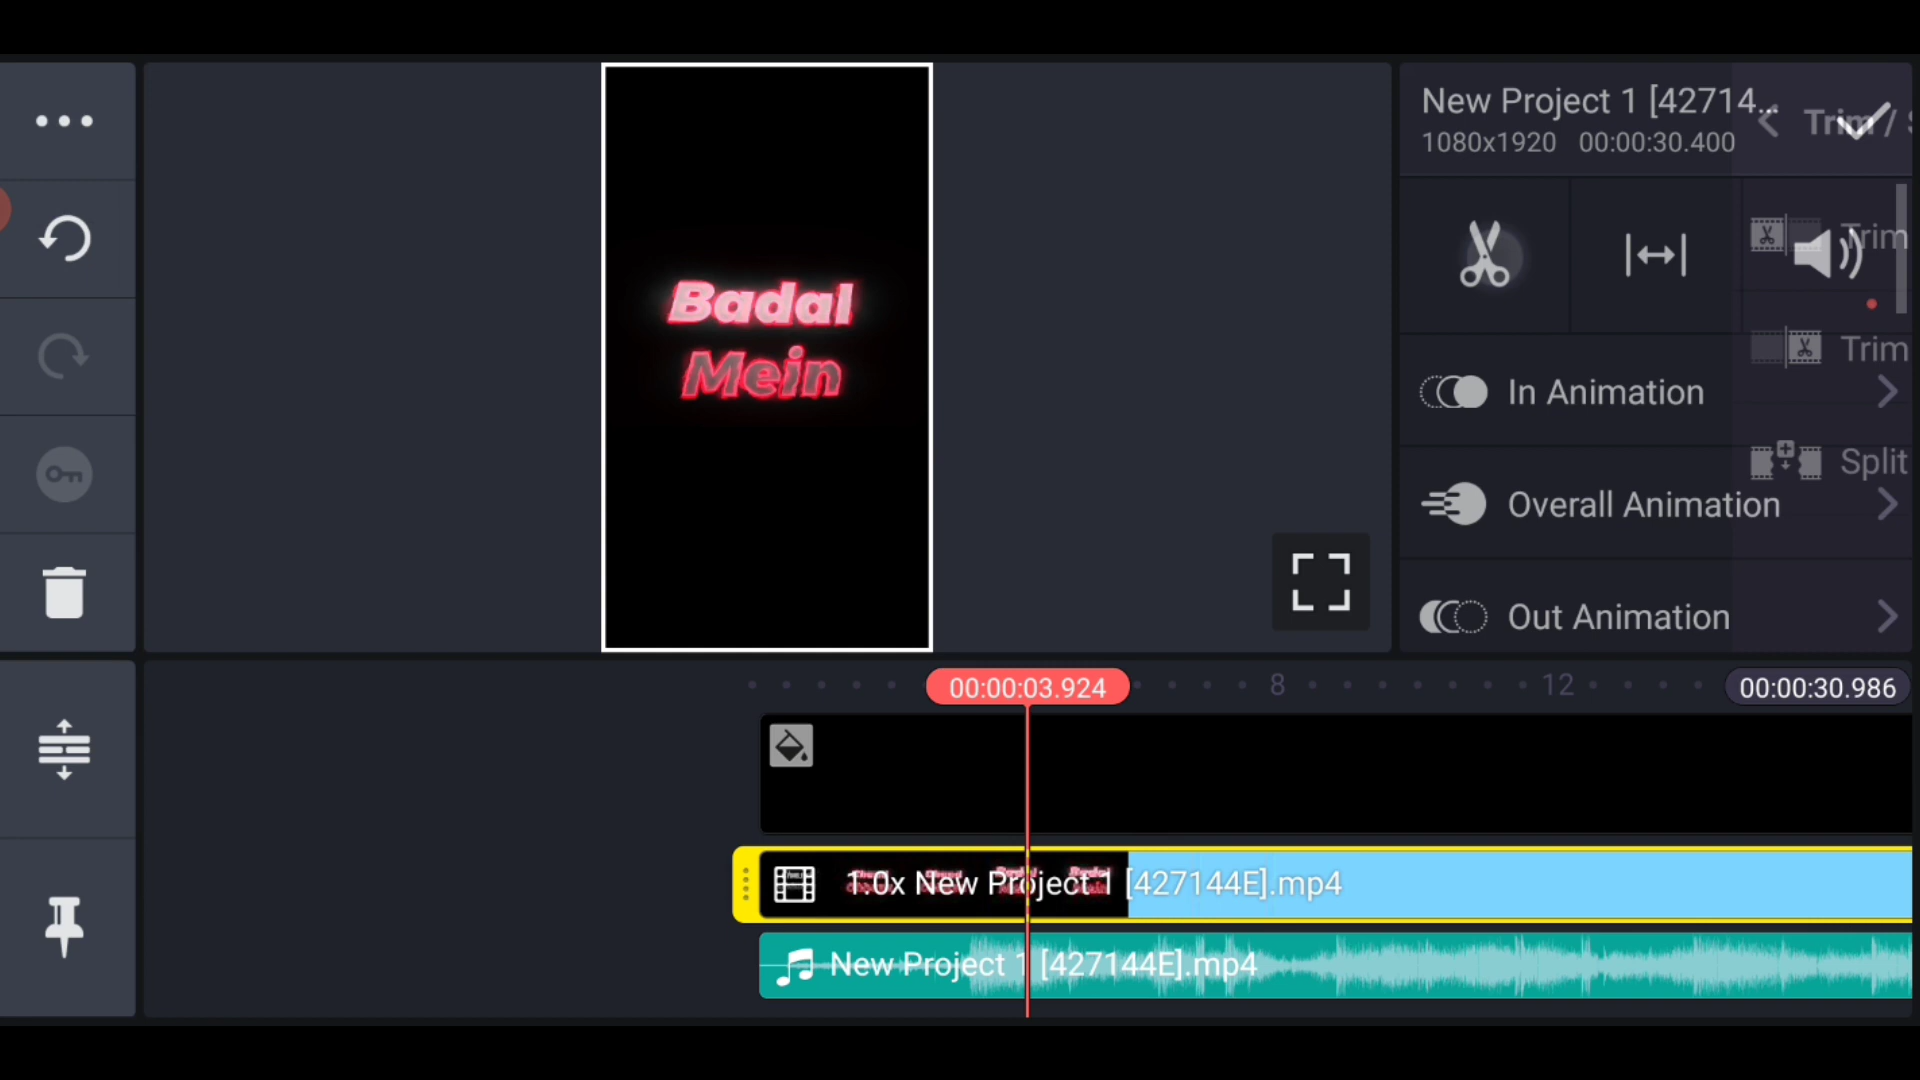 New Project 1 [42714...
1080x1920 00:00:30.400
Trim / S
Trim
Trim
In Animation
Split
Overall Animation
Out Animation
Badal
Mein
00:00:03.924
8
12
00:00:30.986
1.0x New Project 1 [427144E].mp4
New Project 1 [427144E].mp4